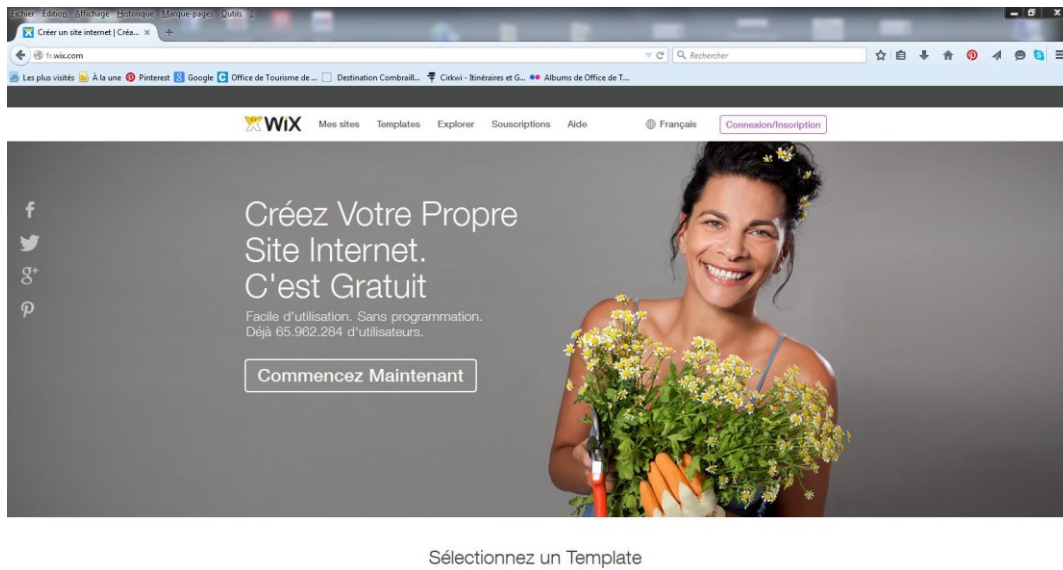 Fichier Edition Affichage Historique Marque-pages Outils ?
Créer un site internet | Créa... × +
fr.wix.com
Rechercher
Les plus visités À la une Pinterest Google Office de Tourisme de ... Destination Combraill... Cirkwi - Itinéraires et G... Albums de Office de T...
WiX Mes sites Templates Explorer Souscriptions Aide Français Connexion/Inscription
Créez Votre Propre
Site Internet.
C'est Gratuit
Facile d'utilisation. Sans programmation.
Déjà 65.962.284 d'utilisateurs.
Commencez Maintenant
Sélectionnez un Template